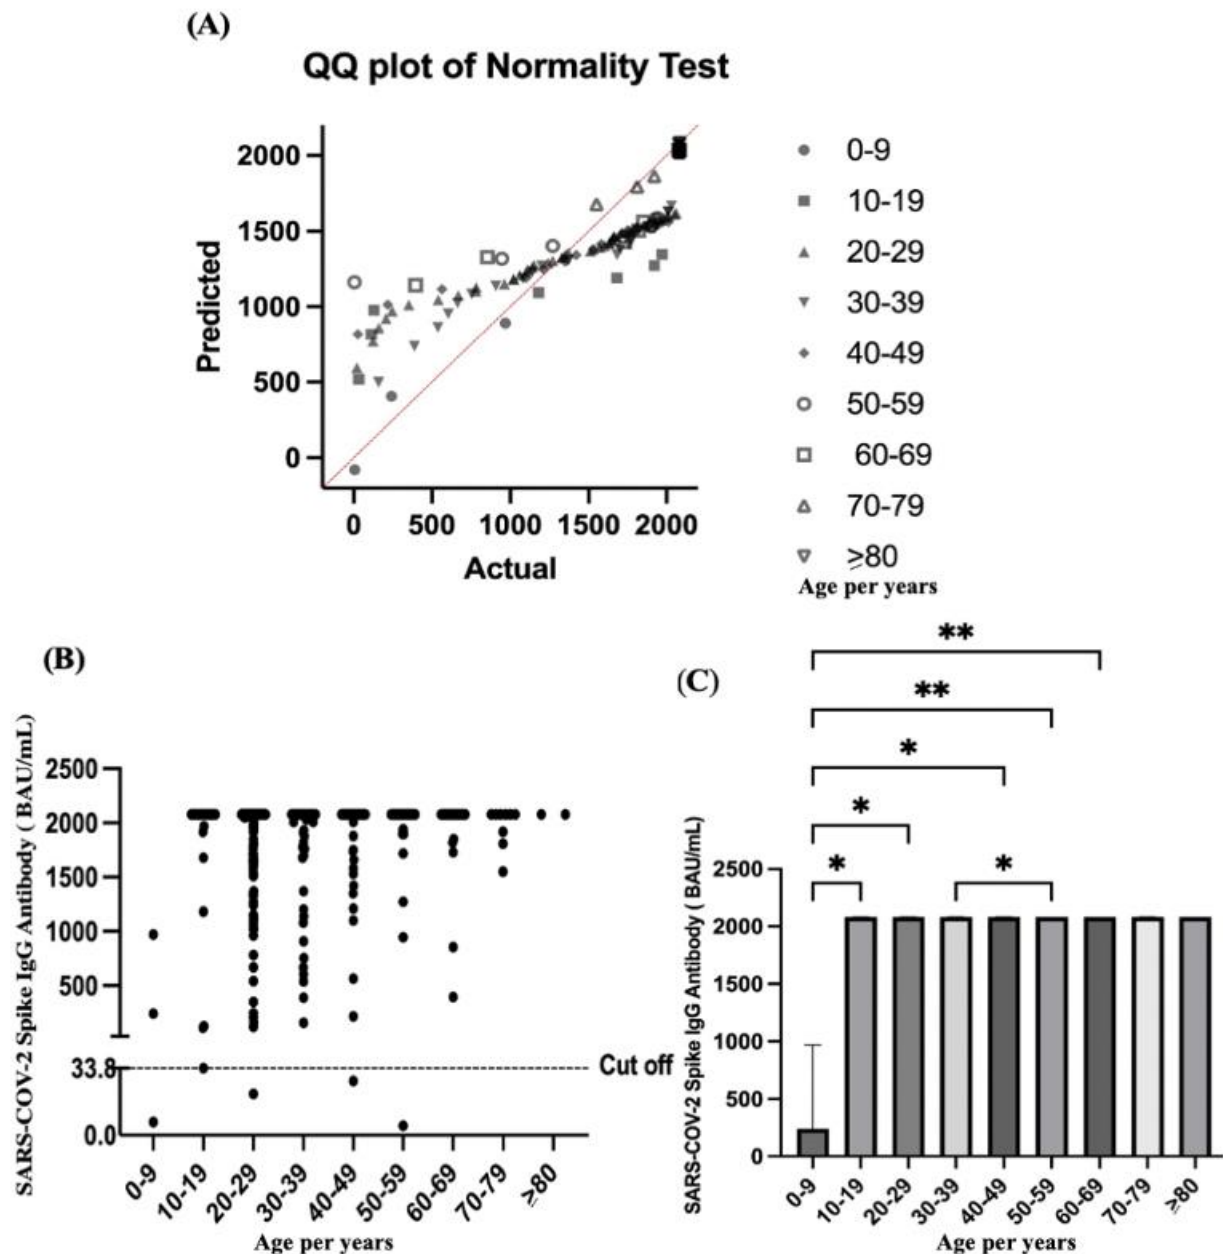 (A)
QQ plot of Normality Test
2000
1500
1000
500
0
Predicted
0 500 1000 1500 2000
Actual
0-9
10-19
20-29
30-39
40-49
50-59
60-69
70-79
≥80
Age per years
(B)
SARS-COV-2 Spike IgG Antibody ( BAU/mL)
2500
2000
1500
1000
500
33.8
0.0
Cut off
0-9 10-19 20-29 30-39 40-49 50-59 60-69 70-79 ≥80
Age per years
(C)
**
**
*
*
* *
SARS-COV-2 Spike IgG Antibody ( BAU/mL)
2500
2000
1500
1000
500
0
0-9 10-19 20-29 30-39 40-49 50-59 60-69 70-79 ≥80
Age per years